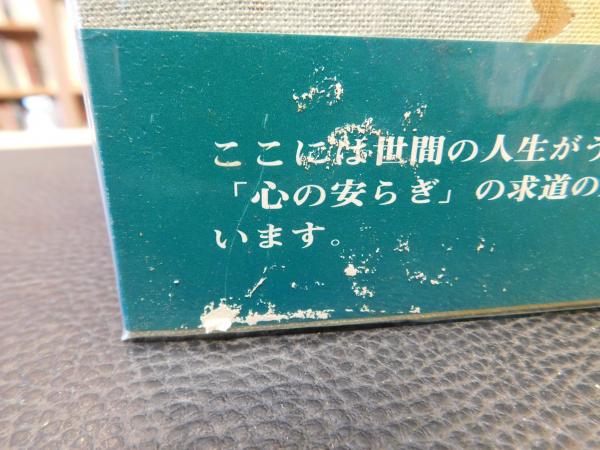 ここには世間の人生が
「心の安らぎ」の求道の
います。